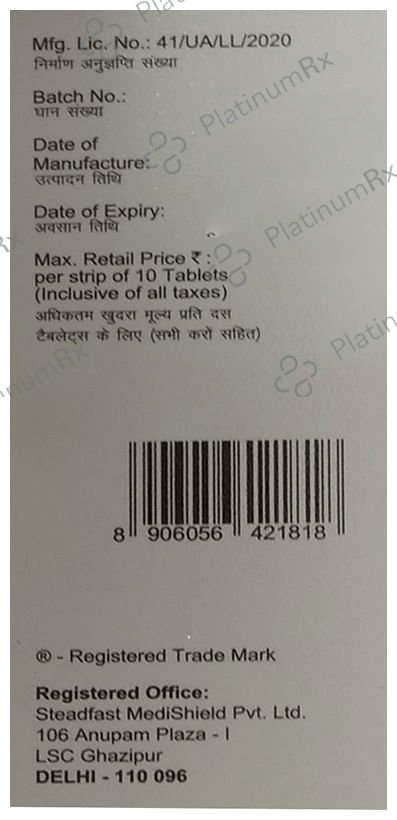 Mfg. Lic. No.: 41/UA/LL/2020
निर्माण अनुज्ञप्ति संख्या
Batch No.:
घान संख्या
Date of
Manufacture:
उत्पादन तिथि
Date of Expiry:
अवसान तिथि
Max. Retail Price ₹ :
per strip of 10 Tablets
(Inclusive of all taxes)
अधिकतम खुदरा मूल्य प्रति दस
टैबलेट्स के लिए (सभी करों सहित)
8 906056 421818
® - Registered Trade Mark
Registered Office:
Steadfast MediShield Pvt. Ltd.
106 Anupam Plaza - I
LSC Ghazipur
DELHI - 110 096
PlatinumRx
PlatinumRx